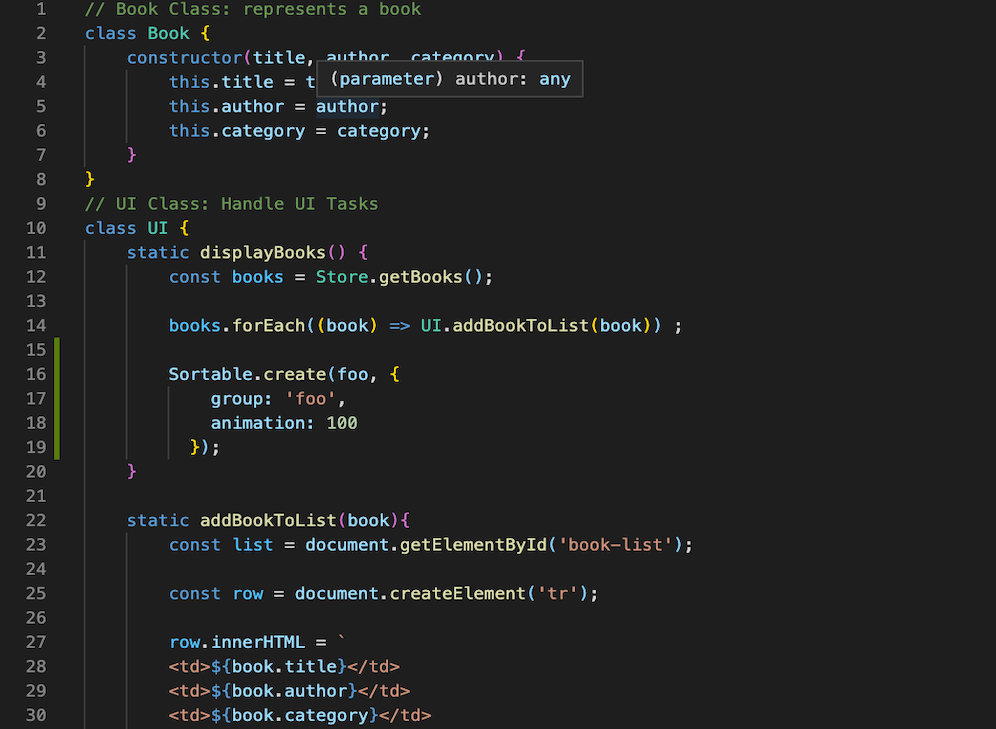 1 // Book Class: represents a book
2 class Book {
3 constructor(title, author, category) {
4 this.title = t
(parameter) author: any
5 this.author = author;
6 this.category = category;
7 }
8 }
9 // UI Class: Handle UI Tasks
10 class UI {
11 static displayBooks() {
12 const books = Store.getBooks();
13
14 books.forEach((book) => UI.addBookToList(book)) ;
15
16 Sortable.create(foo, {
17 group: 'foo',
18 animation: 100
19 });
20 }
21
22 static addBookToList(book){
23 const list = document.getElementById('book-list');
24
25 const row = document.createElement('tr');
26
27 row.innerHTML = `
28 <td>${book.title}</td>
29 <td>${book.author}</td>
30 <td>${book.category}</td>